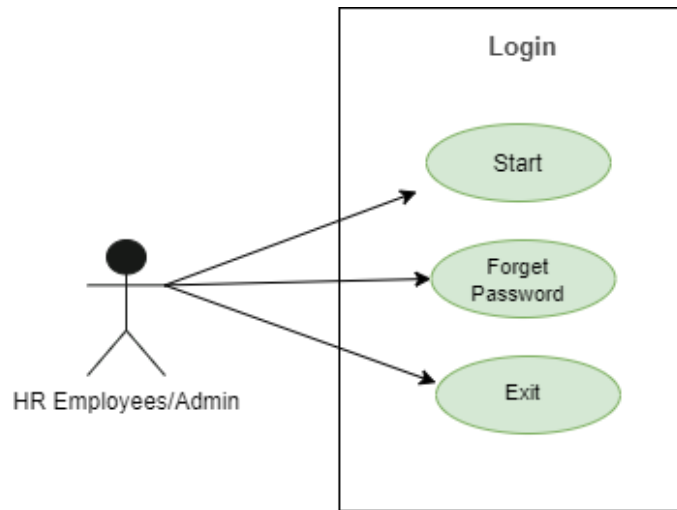 Login
Start
Forget
Password
Exit
HR Employees/Admin